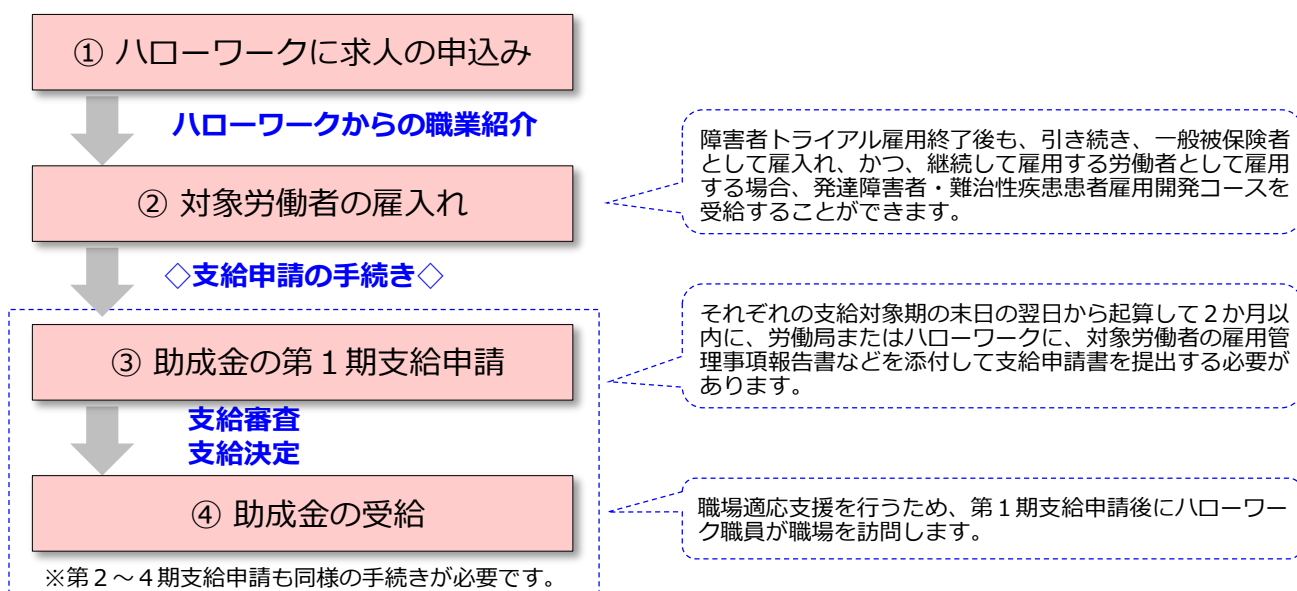 ① ハローワークに求人の申込み
ハローワークからの職業紹介
② 対象労働者の雇入れ
障害者トライアル雇用終了後も、引き続き、一般被保険者
として雇入れ、かつ、継続して雇用する労働者として雇用
する場合、発達障害者・難治性疾患患者雇用開発コースを
受給することができます。
◇支給申請の手続き◇
③ 助成金の第１期支給申請
それぞれの支給対象期の末日の翌日から起算して２か月以
内に、労働局またはハローワークに、対象労働者の雇用管
理事項報告書などを添付して支給申請書を提出する必要が
あります。
支給審査
支給決定
④ 助成金の受給
職場適応支援を行うため、第１期支給申請後にハローワー
ク職員が職場を訪問します。
※第２～４期支給申請も同様の手続きが必要です。